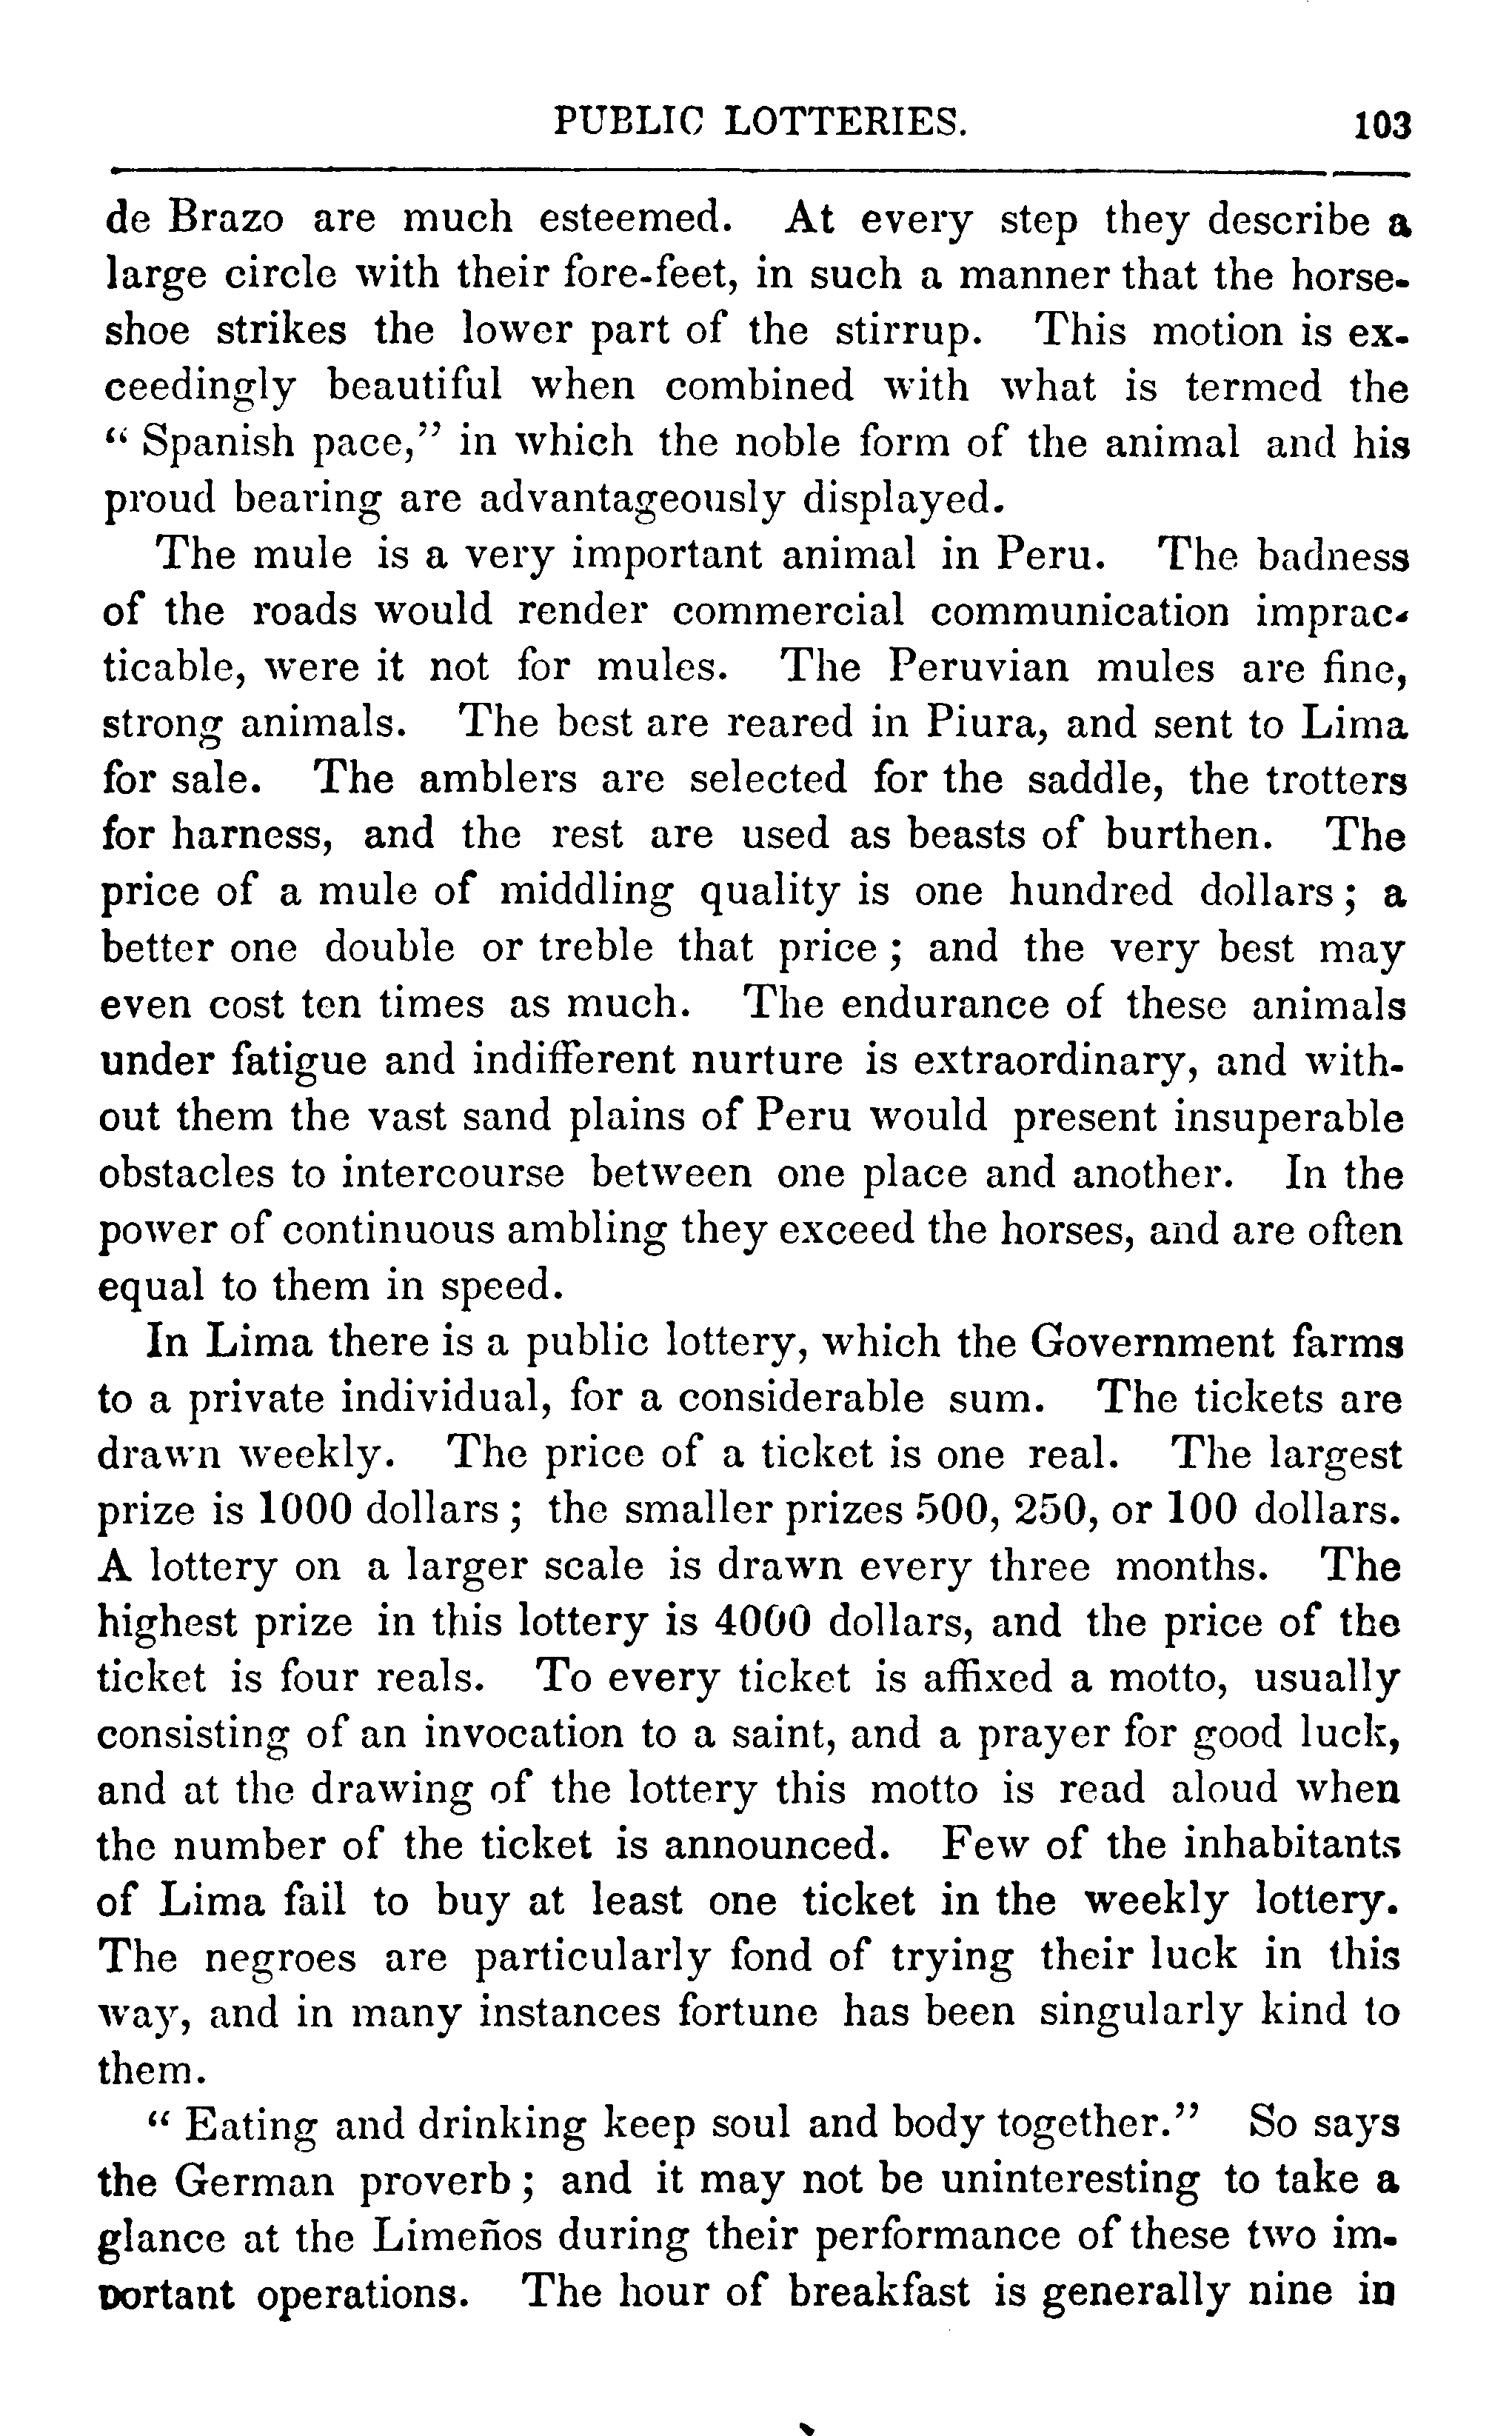 PUBLIC LOTTERIES. 103
de Brazo are much esteemed. At every step they describe a
large circle with their fore-feet, in such a manner that the horse-
shoe strikes the lower part of the stirrup. This motion is ex-
ceedingly beautiful when combined with what is termed the
“ Spanish pace,” in which the noble form of the animal and his
proud bearing are advantageously displayed.
The mule is a very important animal in Peru. The badness
of the roads would render commercial communication imprac-
ticable, were it not for mules. The Peruvian mules are fine,
strong animals. The best are reared in Piura, and sent to Lima
for sale. The amblers are selected for the saddle, the trotters
for harness, and the rest are used as beasts of burthen. The
price of a mule of middling quality is one hundred dollars ; a
better one double or treble that price ; and the very best may
even cost ten times as much. The endurance of these animals
under fatigue and indifferent nurture is extraordinary, and with-
out them the vast sand plains of Peru would present insuperable
obstacles to intercourse between one place and another. In the
power of continuous ambling they exceed the horses, and are often
equal to them in speed.
In Lima there is a public lottery, which the Government farms
to a private individual, for a considerable sum. The tickets are
drawn weekly. The price of a ticket is one real. The largest
prize is 1000 dollars ; the smaller prizes 500, 250, or 100 dollars.
A lottery on a larger scale is drawn every three months. The
highest prize in this lottery is 4000 dollars, and the price of the
ticket is four reals. To every ticket is affixed a motto, usually
consisting of an invocation to a saint, and a prayer for good luck,
and at the drawing of the lottery this motto is read aloud when
the number of the ticket is announced. Few of the inhabitants
of Lima fail to buy at least one ticket in the weekly lottery.
The negroes are particularly fond of trying their luck in this
way, and in many instances fortune has been singularly kind to
them.
“ Eating and drinking keep soul and body together.” So says
the German proverb ; and it may not be uninteresting to take a
glance at the Limeños during their performance of these two im-
portant operations. The hour of breakfast is generally nine in